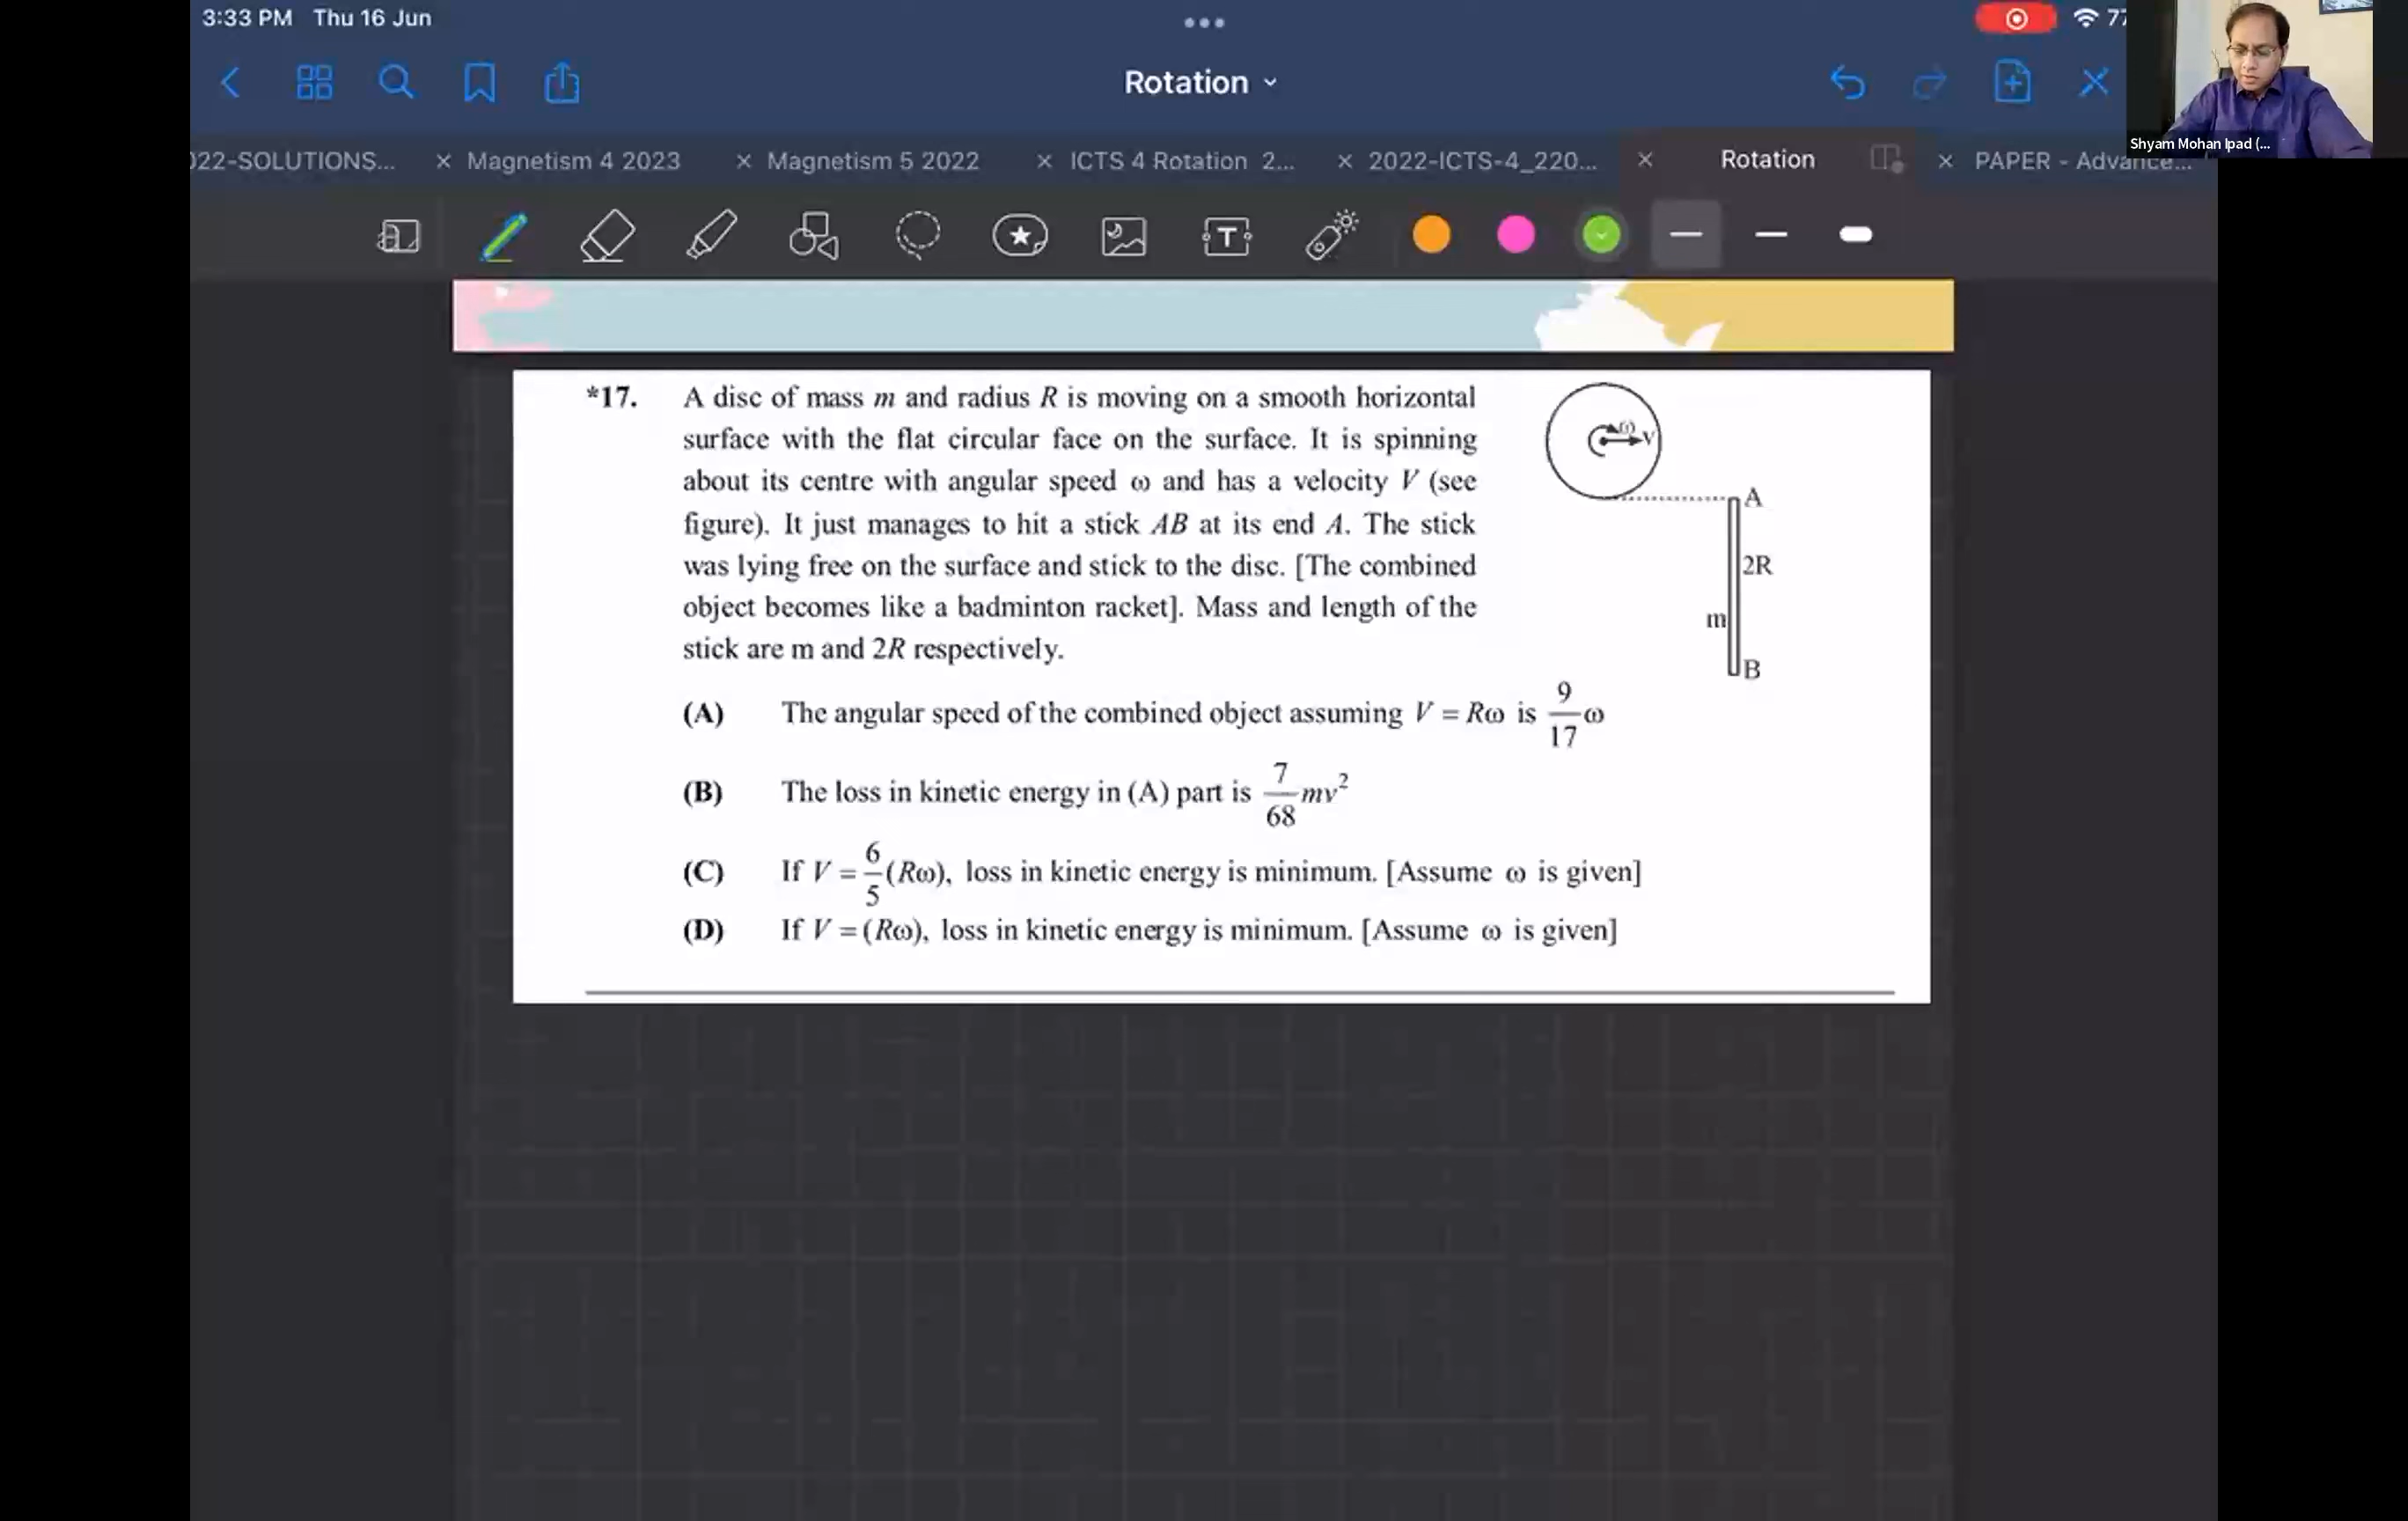 3:33 PM Thu 16 Jun
Rotation
Magnetism 4 2023
Magnetism 5 2022
ICTS 4 Rotation 2...
2022-ICTS-4_220...
Rotation
PAPER - Advance...
Shyam Mohan Ipad (...
*17. A disc of mass m and radius R is moving on a smooth horizontal
surface with the flat circular face on the surface. It is spinning
about its centre with angular speed ω and has a velocity V (see
figure). It just manages to hit a stick AB at its end A. The stick
was lying free on the surface and stick to the disc. [The combined
object becomes like a badminton racket]. Mass and length of the
stick are m and 2R respectively.
ω
V
A
2R
m
B
(A) The angular speed of the combined object assuming V = Rω is 9/17 ω
(B) The loss in kinetic energy in (A) part is 7/68 mv²
(C) If V = 6/5 (Rω), loss in kinetic energy is minimum. [Assume ω is given]
(D) If V = (Rω), loss in kinetic energy is minimum. [Assume ω is given]